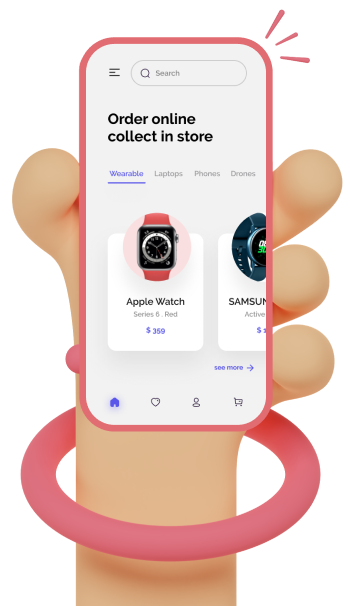 Search
Order online
collect in store
Wearable Laptops Phones Drones
Apple Watch
Series 6 . Red
$ 359
SAMSUN
Active
$
see more